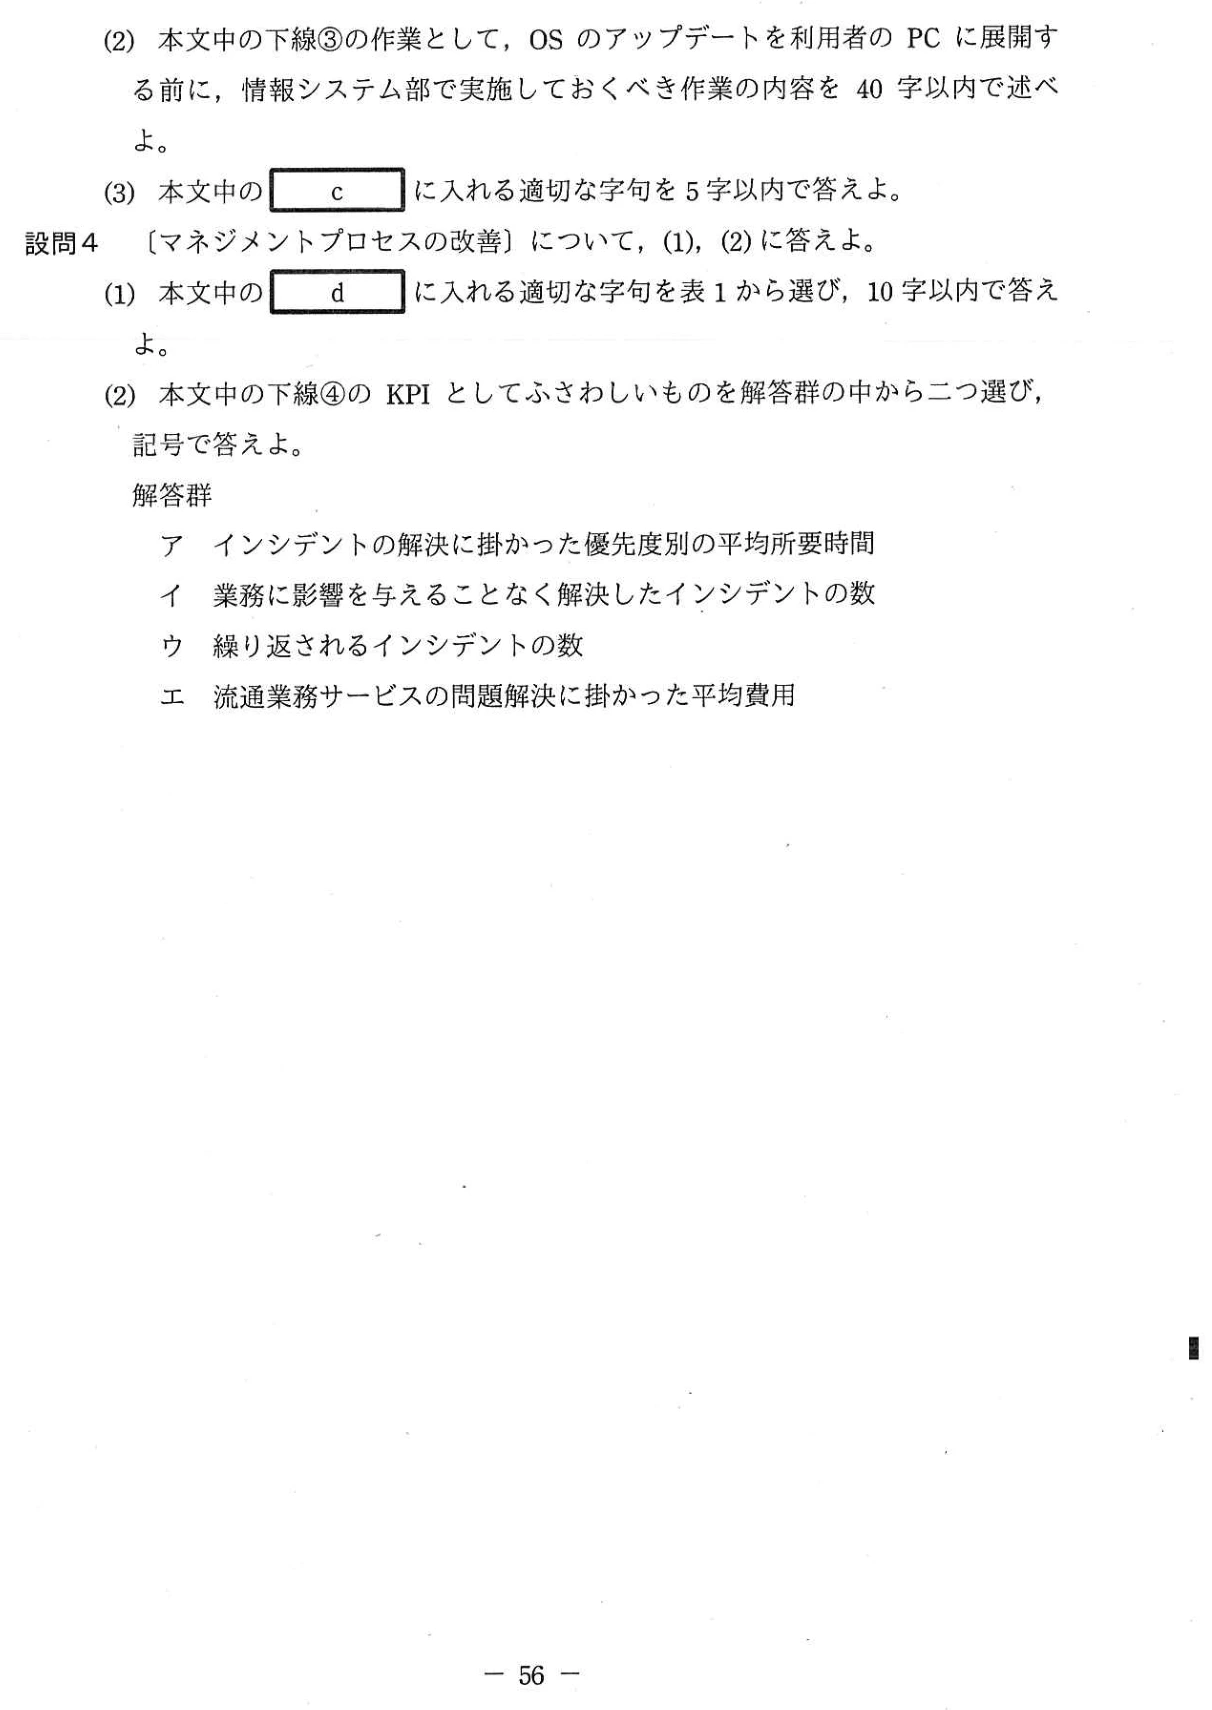 (2) 本文中の下線③の作業として，OS のアップデートを利用者の PC に展開す
る前に，情報システム部で実施しておくべき作業の内容を 40 字以内で述べ
よ。
(3) 本文中の c に入れる適切な字句を 5 字以内で答えよ。
設問4 〔マネジメントプロセスの改善〕について，(1)，(2) に答えよ。
(1) 本文中の d に入れる適切な字句を表 1 から選び，10 字以内で答え
よ。
(2) 本文中の下線④の KPI としてふさわしいものを解答群の中から二つ選び，
記号で答えよ。
解答群
ア インシデントの解決に掛かった優先度別の平均所要時間
イ 業務に影響を与えることなく解決したインシデントの数
ウ 繰り返されるインシデントの数
エ 流通業務サービスの問題解決に掛かった平均費用
－ 56 －